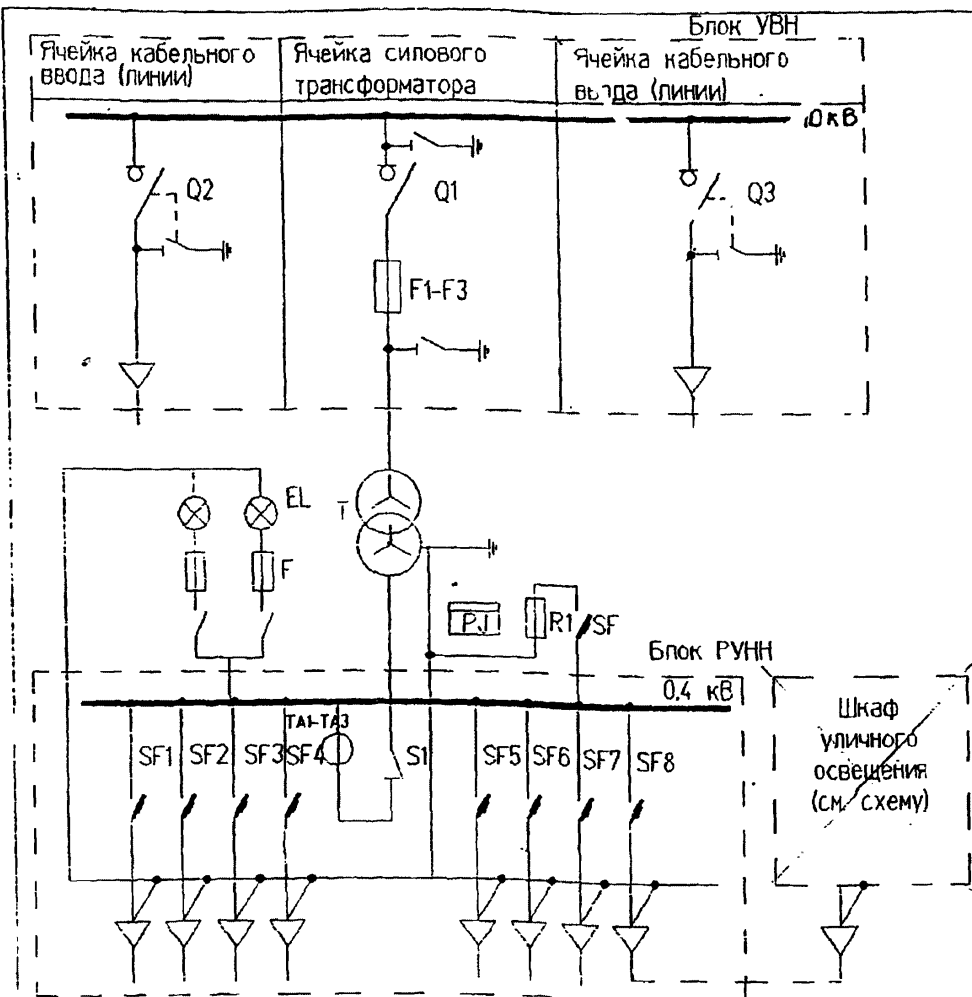 Блок УВН
Ячейка кабельного
ввода (линии)
Ячейка силового
трансформатора
Ячейка кабельного
ввода (линии)
0 кВ
Q2
Q1
Q3
F1-F3
EL
T
F
PJ
R1
SF
Блок РУНН
0.4 кВ
TA1-TA3
SF1
SF2
SF3
SF4
S1
SF5
SF6
SF7
SF8
Шкаф
уличного
освещения
(см. схему)